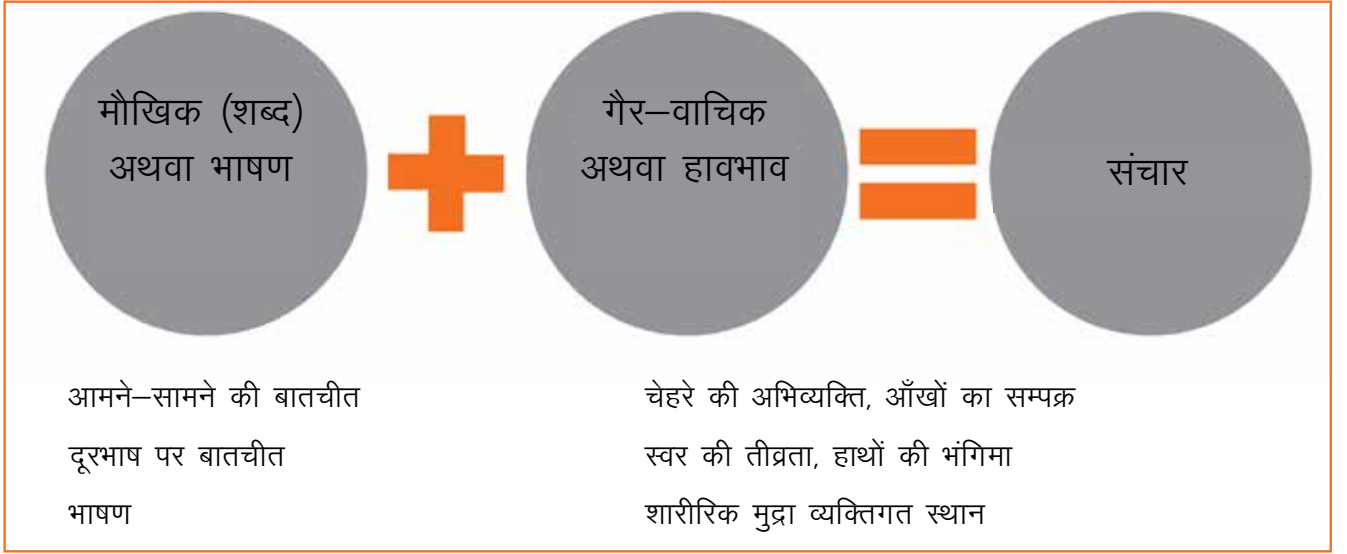 मौखिक (शब्द)
अथवा भाषण
गैर–वाचिक
अथवा हावभाव
संचार
आमने–सामने की बातचीत
दूरभाष पर बातचीत
भाषण
चेहरे की अभिव्यक्ति, आँखों का सम्पक्र
स्वर की तीव्रता, हाथों की भंगिमा
शारीरिक मुद्रा व्यक्तिगत स्थान